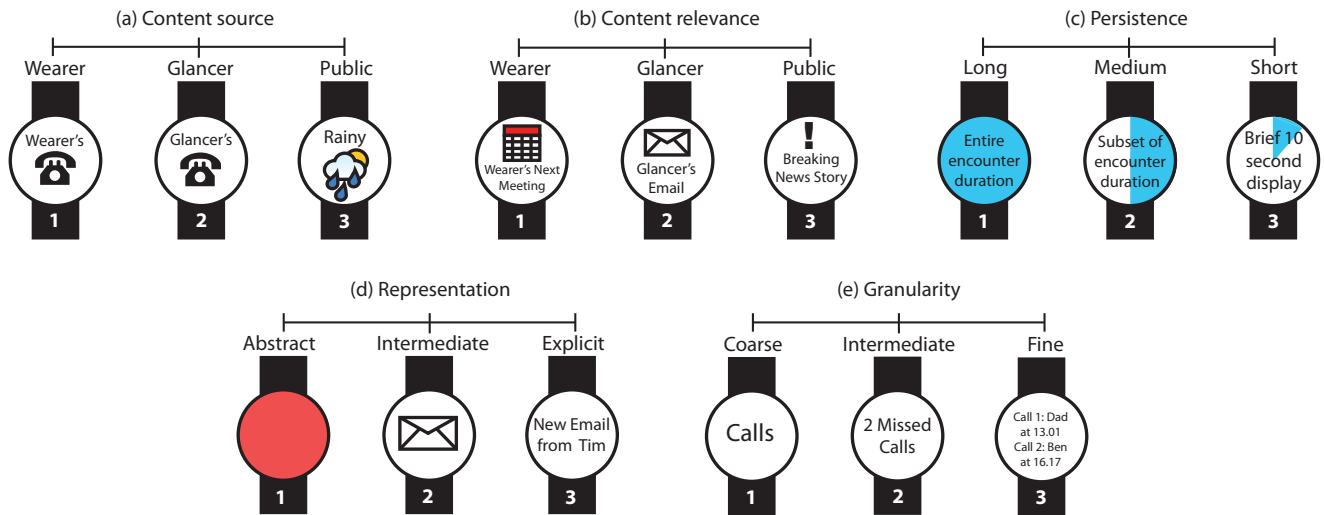 (a) Content source
Wearer Glancer Public
Wearer's
1
Glancer's
2
Rainy
3
(b) Content relevance
Wearer Glancer Public
Wearer's Next
Meeting
1
Glancer's
Email
2
!
Breaking
News Story
3
(c) Persistence
Long Medium Short
Entire
encounter
duration
1
Subset of
encounter
duration
2
Brief 10
second
display
3
(d) Representation
Abstract Intermediate Explicit
1
2
New Email
from Tim
3
(e) Granularity
Coarse Intermediate Fine
Calls
1
2 Missed
Calls
2
Call 1: Dad
at 13.01
Call 2: Ben
at 16.17
3